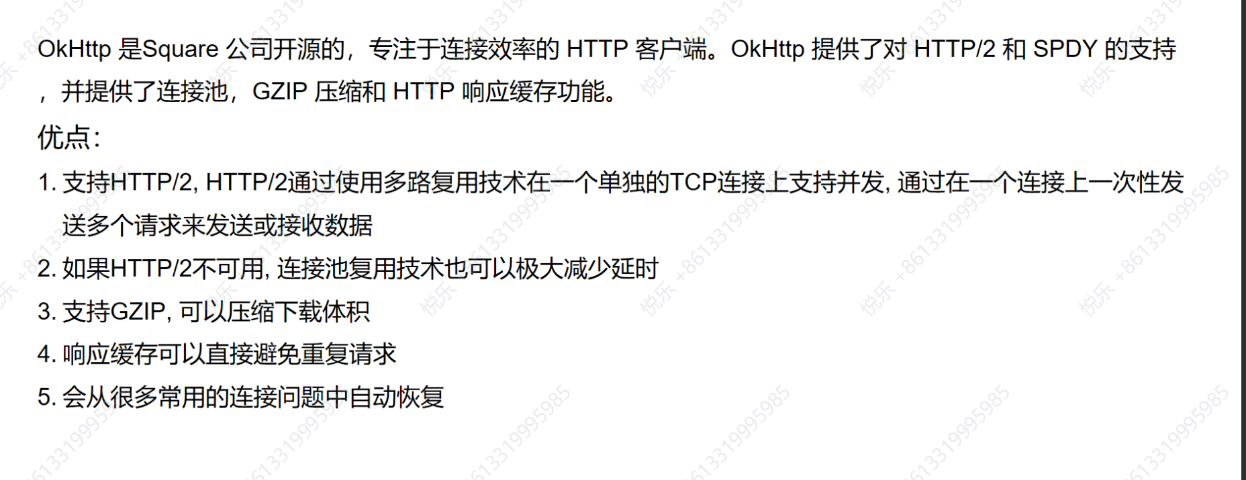 OkHttp 是Square 公司开源的，专注于连接效率的 HTTP 客户端。OkHttp 提供了对 HTTP/2 和 SPDY 的支持
，并提供了连接池，GZIP 压缩和 HTTP 响应缓存功能。
优点：
1. 支持HTTP/2, HTTP/2通过使用多路复用技术在一个单独的TCP连接上支持并发, 通过在一个连接上一次性发
送多个请求来发送或接收数据
2. 如果HTTP/2不可用, 连接池复用技术也可以极大减少延时
3. 支持GZIP, 可以压缩下载体积
4. 响应缓存可以直接避免重复请求
5. 会从很多常用的连接问题中自动恢复
悦乐 +8613319995985